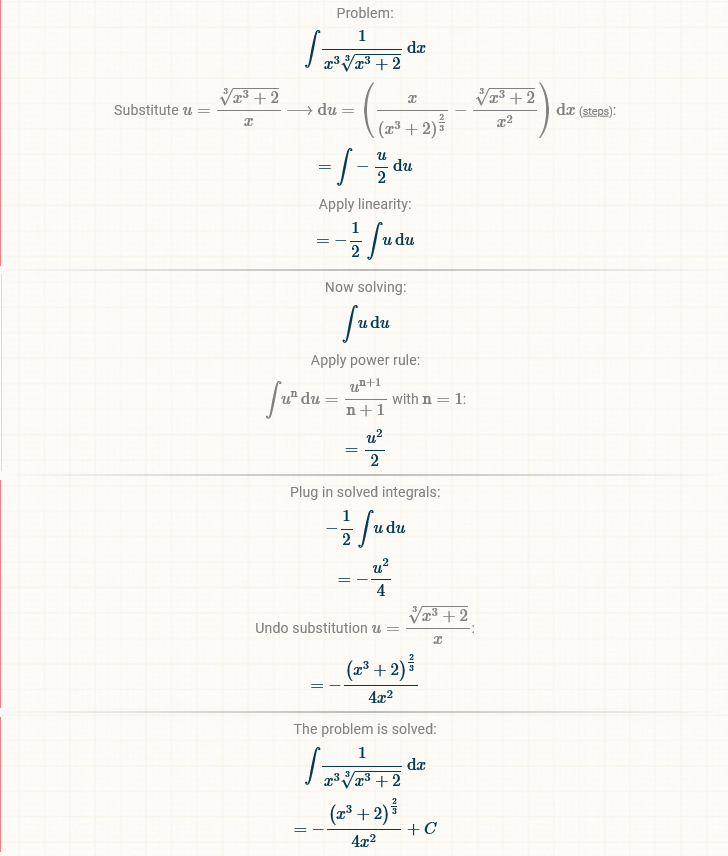 Problem:
∫ 1/(x³ ∛(x³ + 2)) dx
Substitute u = ∛(x³ + 2)/x ⟶ du = (x/(x³ + 2)^(2/3) − ∛(x³ + 2)/x²) dx (steps):
= ∫ − u/2 du
Apply linearity:
= −1/2 ∫ u du
Now solving:
∫ u du
Apply power rule:
∫ uⁿ du = uⁿ⁺¹/(n + 1) with n = 1:
= u²/2
Plug in solved integrals:
−1/2 ∫ u du
= −u²/4
Undo substitution u = ∛(x³ + 2)/x:
= −(x³ + 2)^(2/3)/(4x²)
The problem is solved:
∫ 1/(x³ ∛(x³ + 2)) dx
= −(x³ + 2)^(2/3)/(4x²) + C